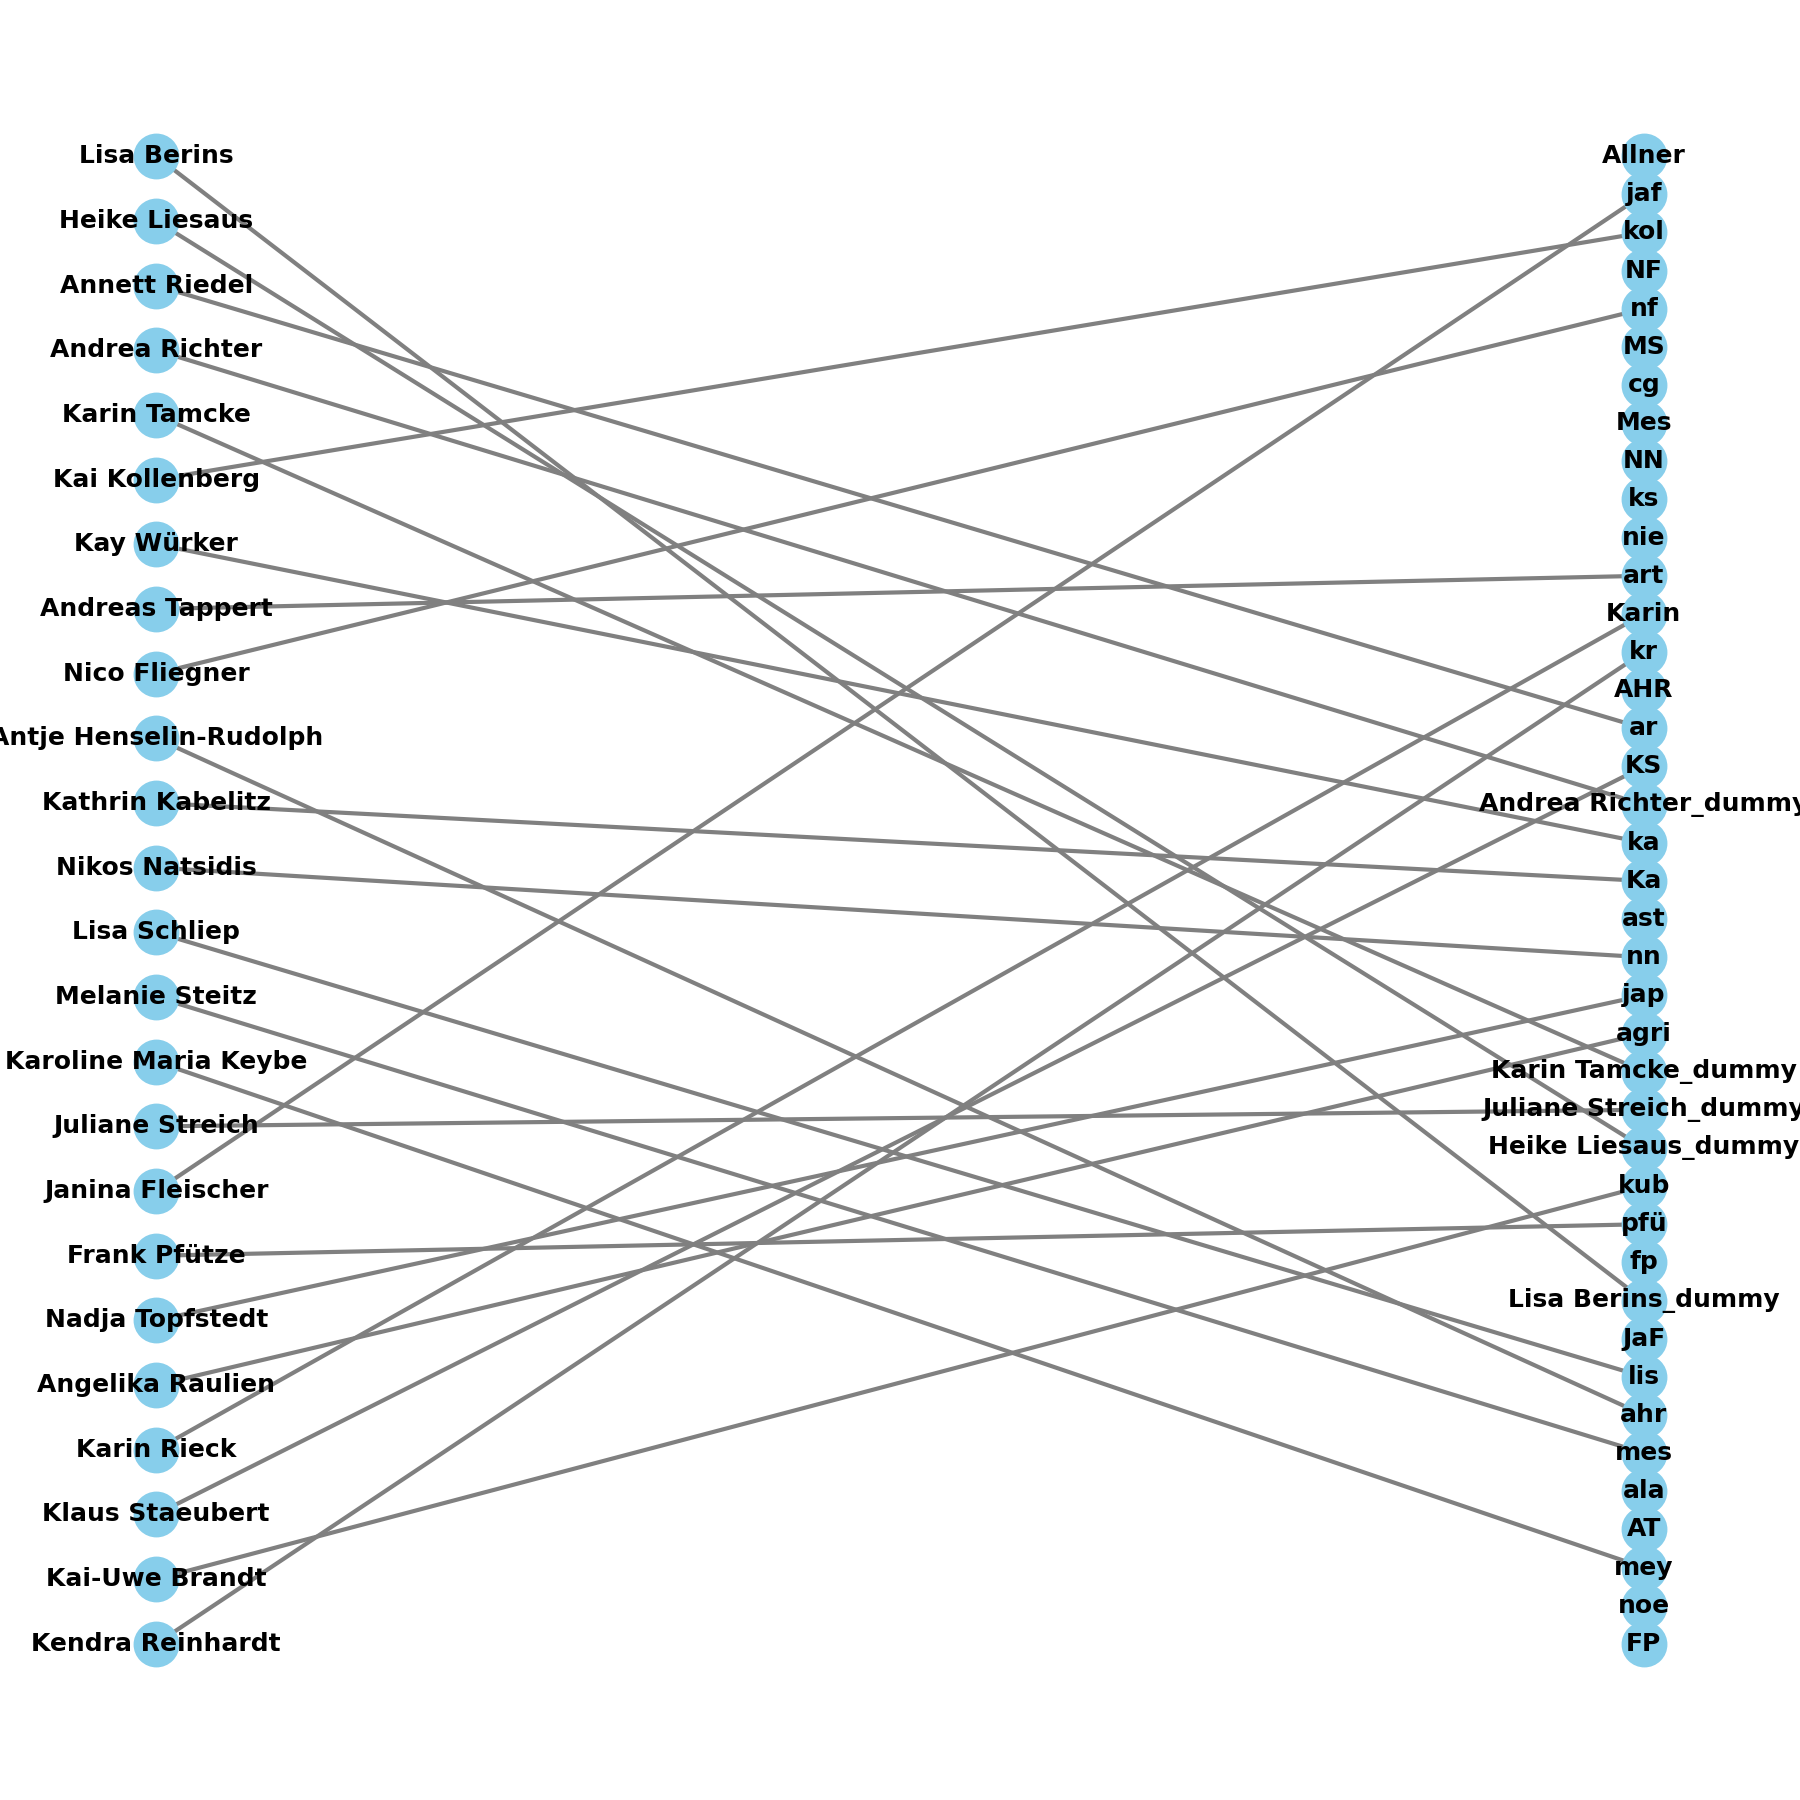 Lisa Berins
Heike Liesaus
Annett Riedel
Andrea Richter
Karin Tamcke
Kai Kollenberg
Kay Würker
Andreas Tappert
Nico Fliegner
Antje Henselin-Rudolph
Kathrin Kabelitz
Nikos Natsidis
Lisa Schliep
Melanie Steitz
Karoline Maria Keybe
Juliane Streich
Janina Fleischer
Frank Pfütze
Nadja Topfstedt
Angelika Raulien
Karin Rieck
Klaus Staeubert
Kai-Uwe Brandt
Kendra Reinhardt
Allner
jaf
kol
NF
nf
MS
cg
Mes
NN
ks
nie
art
Karin
kr
AHR
ar
KS
Andrea Richter_dummy
ka
Ka
ast
nn
jap
agri
Karin Tamcke_dummy
Juliane Streich_dummy
Heike Liesaus_dummy
kub
pfü
fp
Lisa Berins_dummy
JaF
lis
ahr
mes
ala
AT
mey
noe
FP